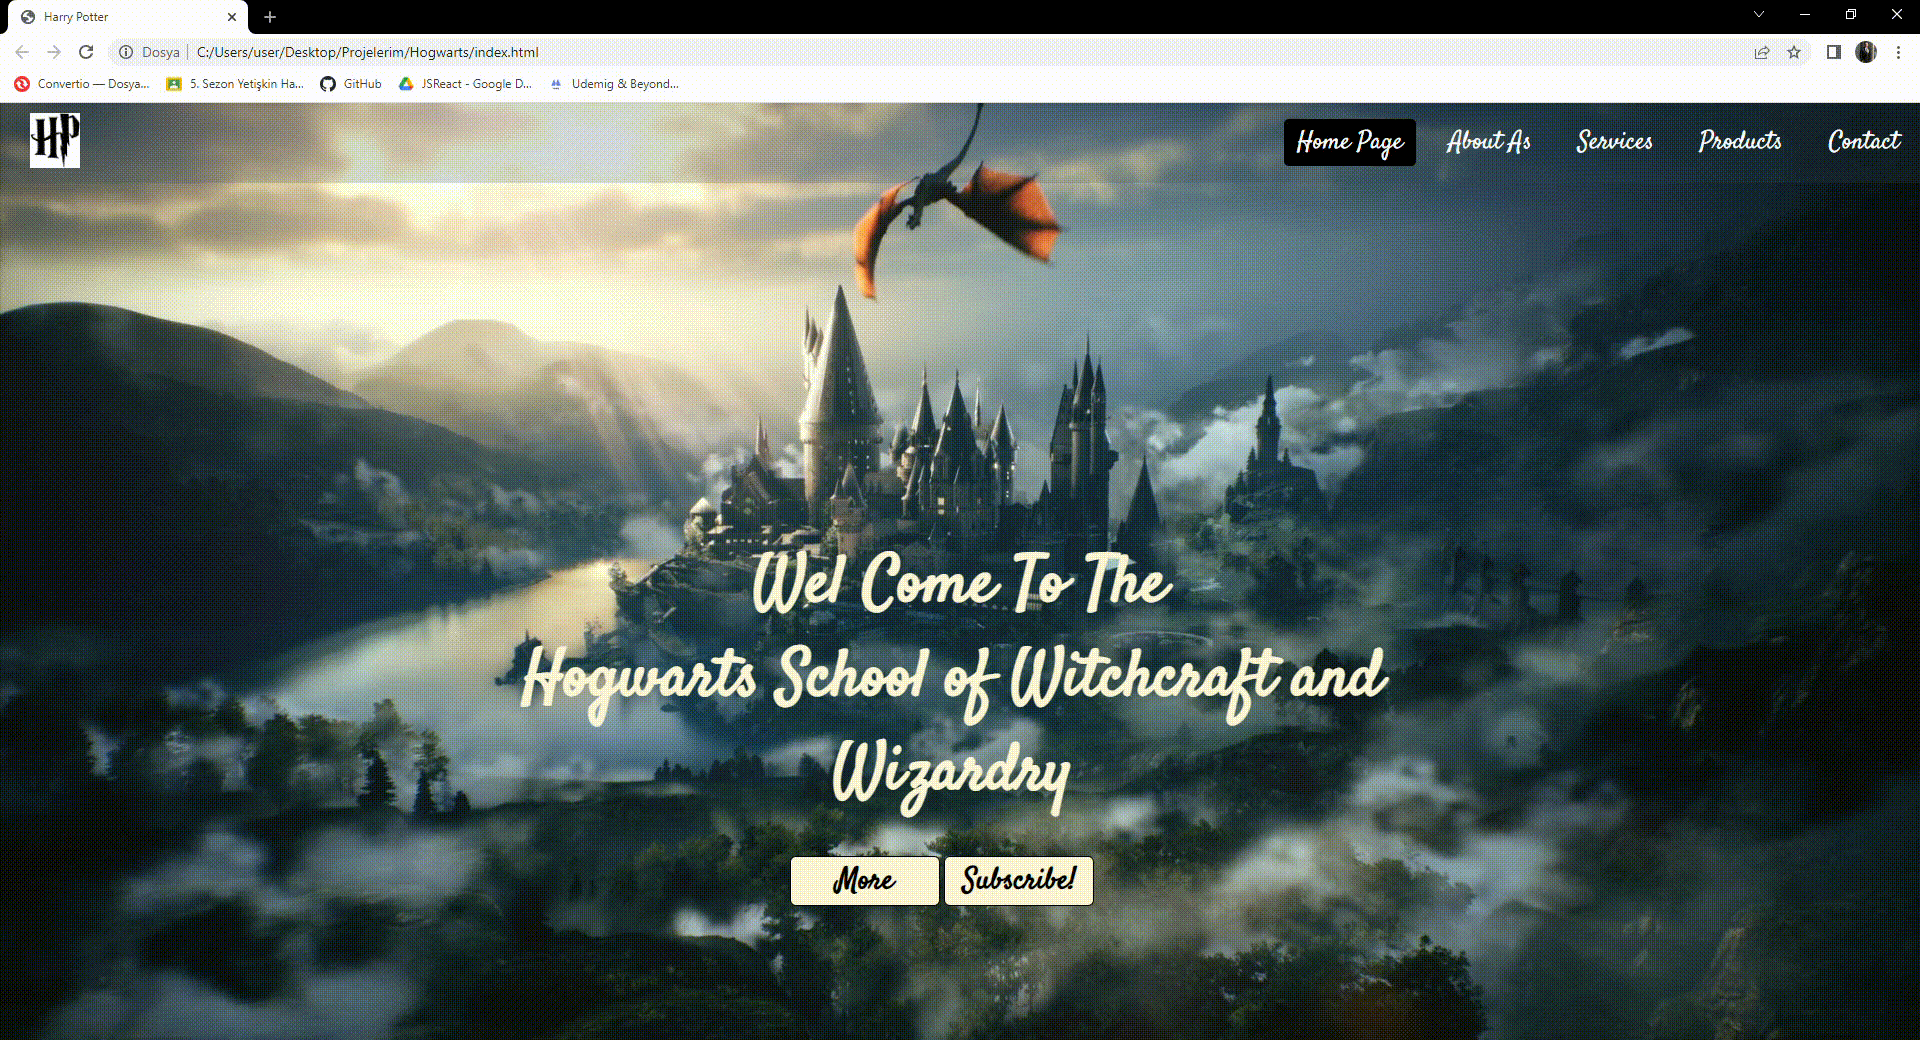 Harry Potter
Dosya | C:/Users/user/Desktop/Projelerim/Hogwarts/index.html
Convertio — Dosya... 5. Sezon Yetişkin Ha... GitHub JSReact - Google D... Udemig & Beyond...
HP
Home Page About As Services Products Contact
Wel Come To The
Hogwarts School of Witchcraft and
Wizardry
More Subscribe!